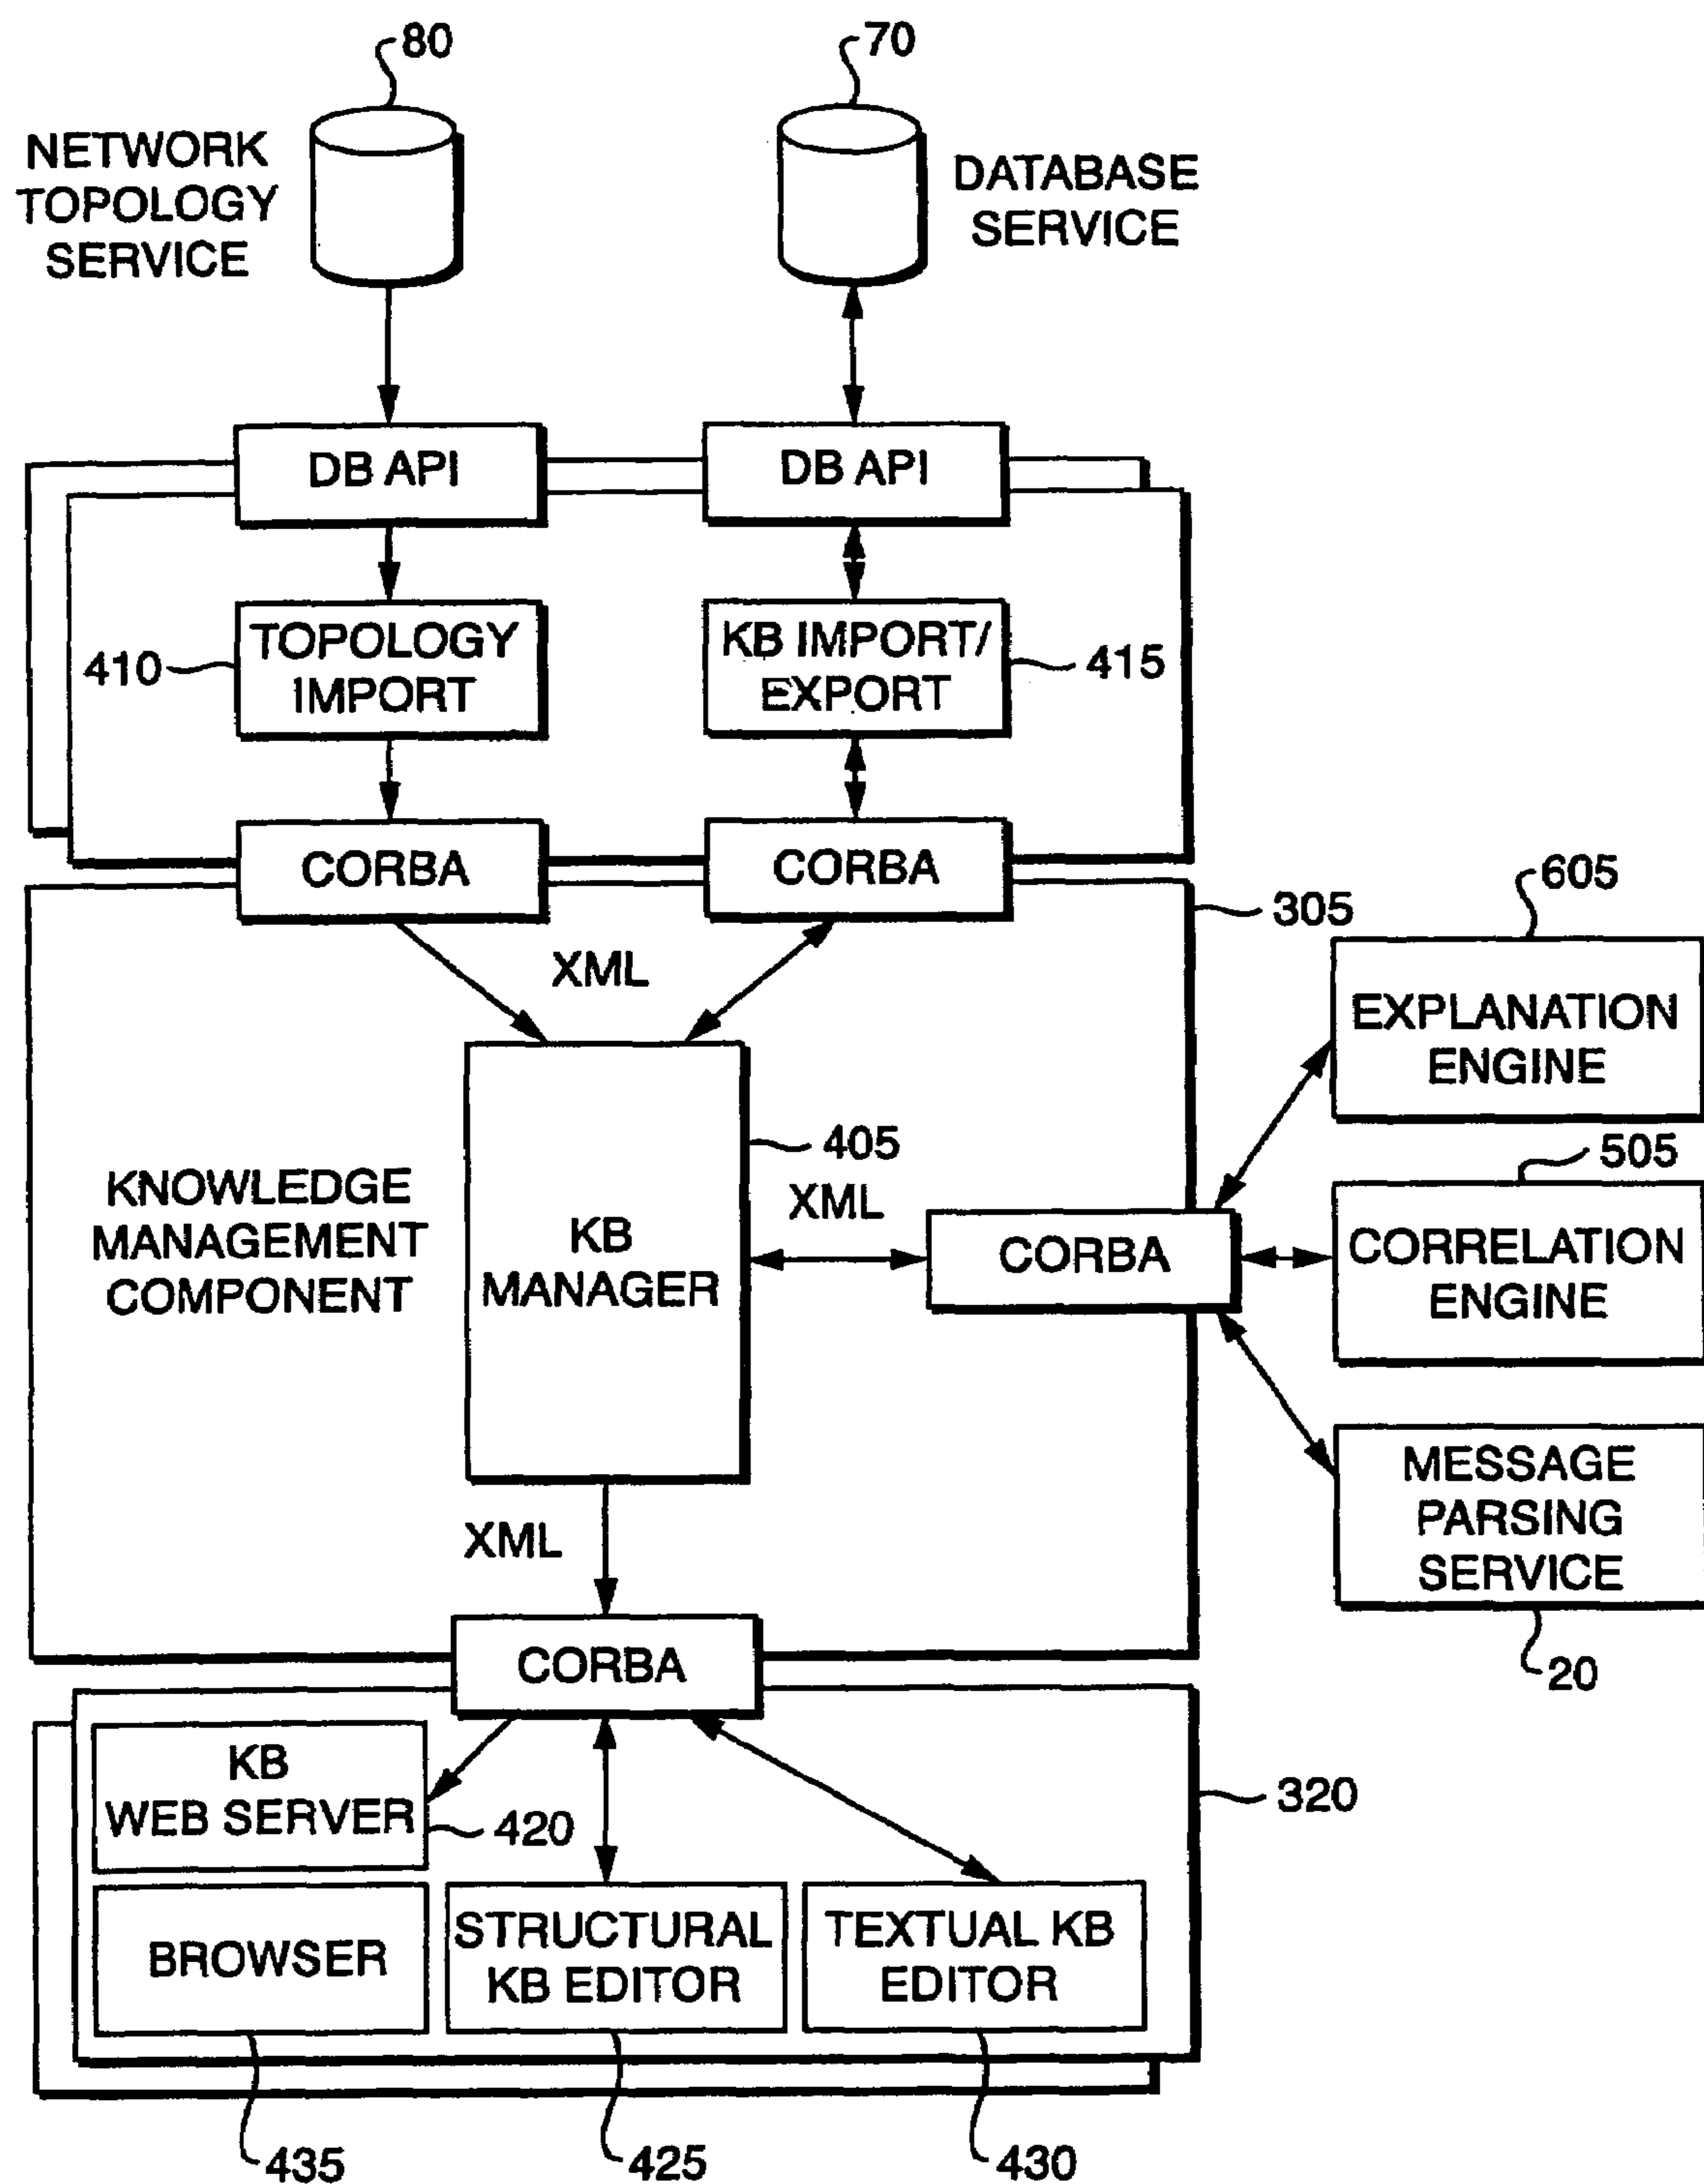 80
70
NETWORK
TOPOLOGY
SERVICE
DATABASE
SERVICE
DB API
DB API
410
TOPOLOGY
IMPORT
KB IMPORT/
EXPORT
415
CORBA
CORBA
305
605
XML
EXPLANATION
ENGINE
405
505
KNOWLEDGE
MANAGEMENT
COMPONENT
KB
MANAGER
XML
CORBA
CORRELATION
ENGINE
MESSAGE
PARSING
SERVICE
20
XML
CORBA
KB
WEB SERVER
420
320
BROWSER
STRUCTURAL
KB EDITOR
TEXTUAL KB
EDITOR
435
425
430